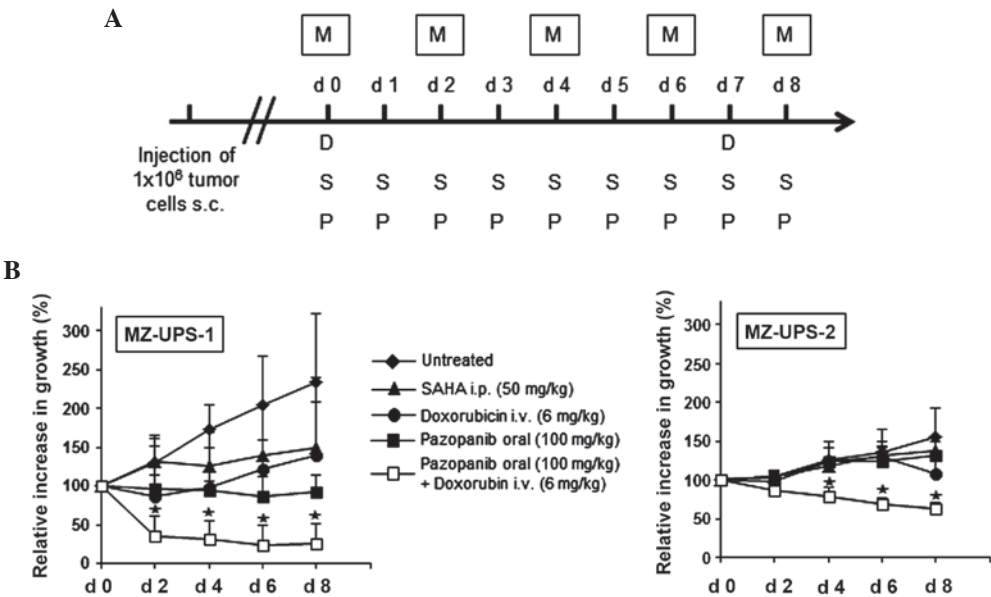 A
M M M M M
d 0 d 1 d 2 d 3 d 4 d 5 d 6 d 7 d 8
Injection of
1x10⁶ tumor
cells s.c.
D D
S S S S S S S S S
P P P P P P P P P
B
Relative increase in growth (%)
300
250
200
150
100
50
0
MZ-UPS-1
★ ★ ★ ★
d 0 d 2 d 4 d 6 d 8
Untreated
SAHA i.p. (50 mg/kg)
Doxorubicin i.v. (6 mg/kg)
Pazopanib oral (100 mg/kg)
Pazopanib oral (100 mg/kg)
+ Doxorubin i.v. (6 mg/kg)
Relative increase in growth (%)
300
250
200
150
100
50
0
MZ-UPS-2
★ ★ ★
d 0 d 2 d 4 d 6 d 8